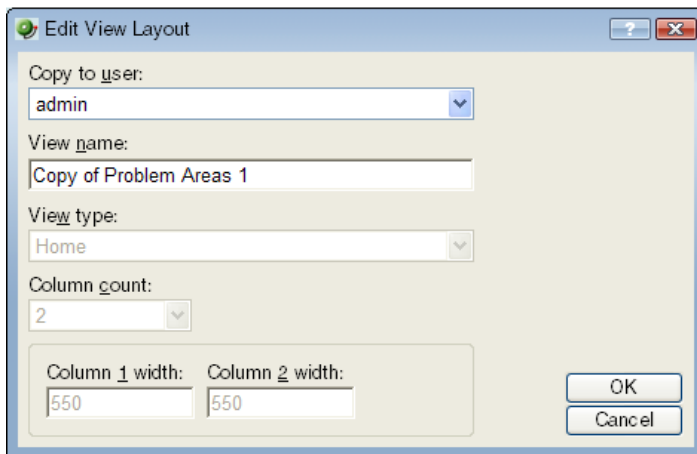 Edit View Layout
Copy to user:
admin
View name:
Copy of Problem Areas 1
View type:
Home
Column count:
2
Column 1 width: Column 2 width:
550 550
OK
Cancel